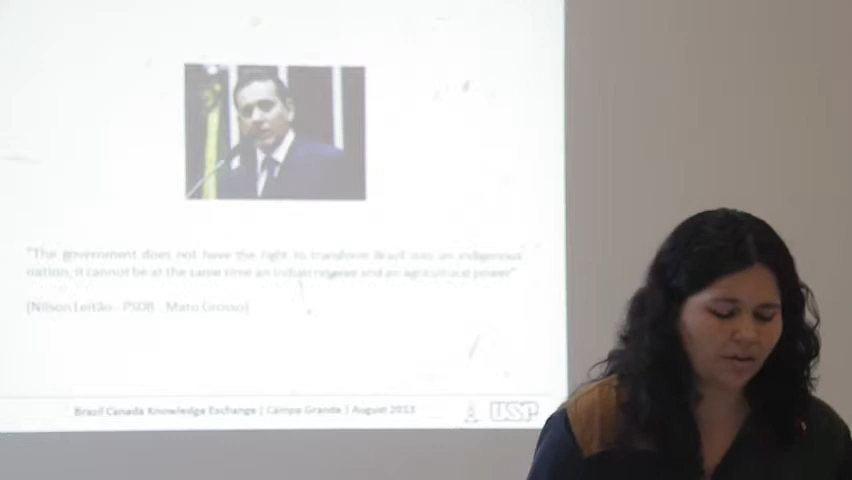 "The government does not have the right to transform Brazil into an indigenous
nation, it cannot be at the same time an Indian reserve and an agricultural power"
(Nilson Leitão - PSDB - Mato Grosso)
Brazil Canada Knowledge Exchange | Campo Grande | August 2013
USP